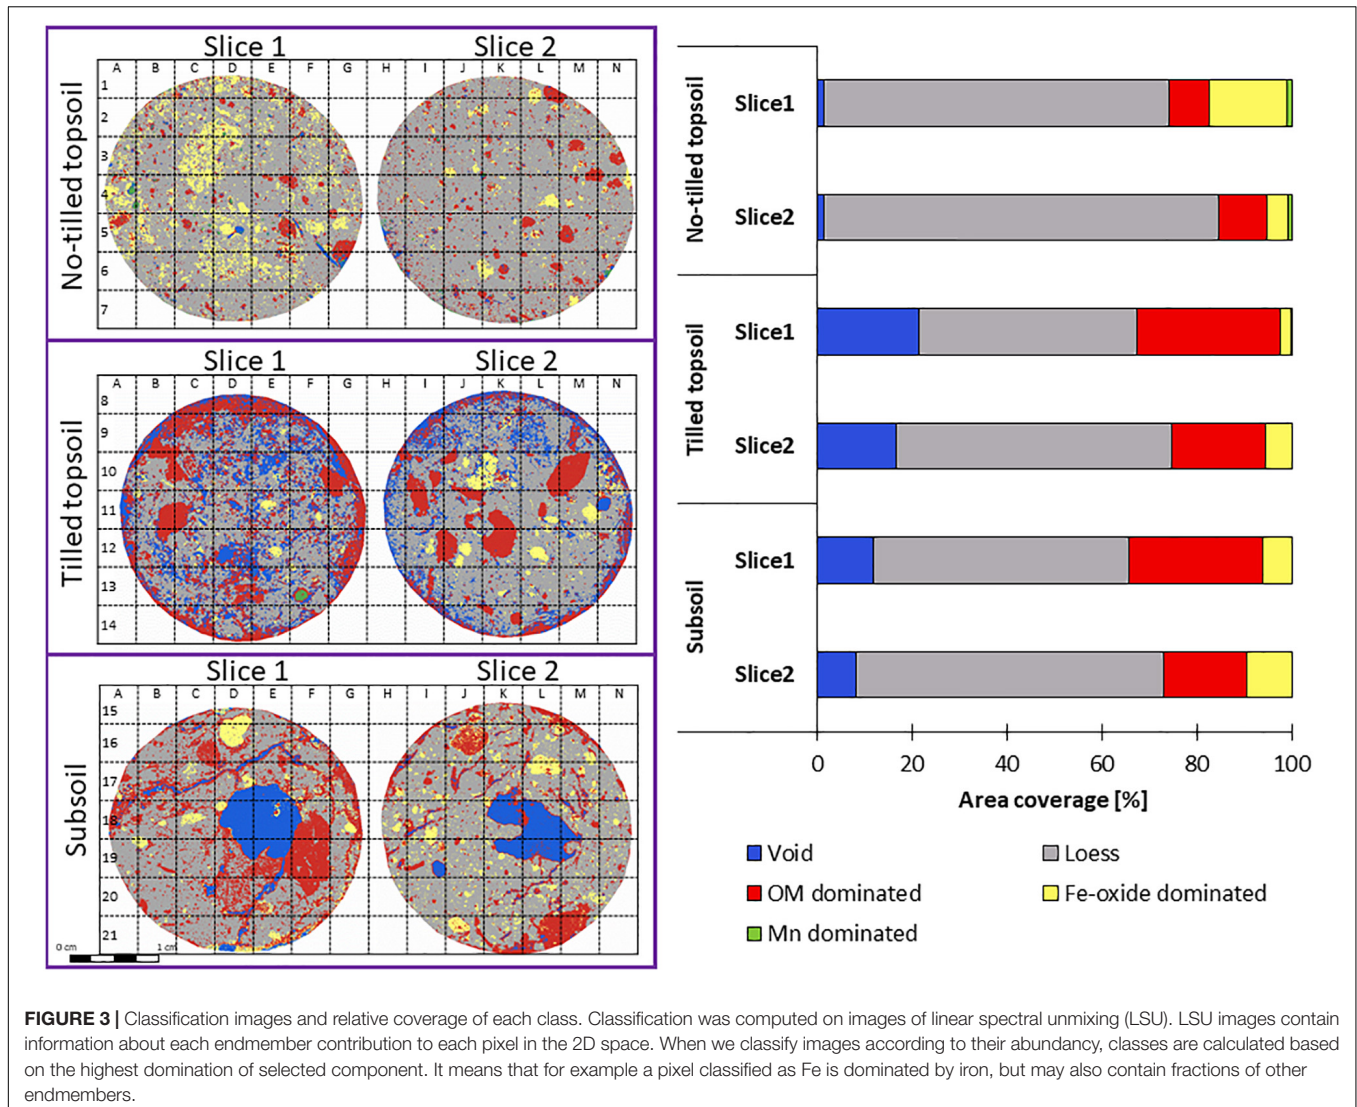 Slice 1
Slice 2
No-tilled topsoil
A B C D E F G H I J K L M N
1
2
3
4
5
6
7
Slice 1
Slice 2
Tilled topsoil
A B C D E F G H I J K L M N
8
9
10
11
12
13
14
Slice 1
Slice 2
Subsoil
A B C D E F G H I J K L M N
15
16
17
18
19
20
21
0 cm 1 cm
No-tilled topsoil
Slice1
Slice2
Tilled topsoil
Slice1
Slice2
Subsoil
Slice1
Slice2
0 20 40 60 80 100
Area coverage [%]
Void
Loess
OM dominated
Fe-oxide dominated
Mn dominated
FIGURE 3 | Classification images and relative coverage of each class. Classification was computed on images of linear spectral unmixing (LSU). LSU images contain
information about each endmember contribution to each pixel in the 2D space. When we classify images according to their abundancy, classes are calculated based
on the highest domination of selected component. It means that for example a pixel classified as Fe is dominated by iron, but may also contain fractions of other
endmembers.